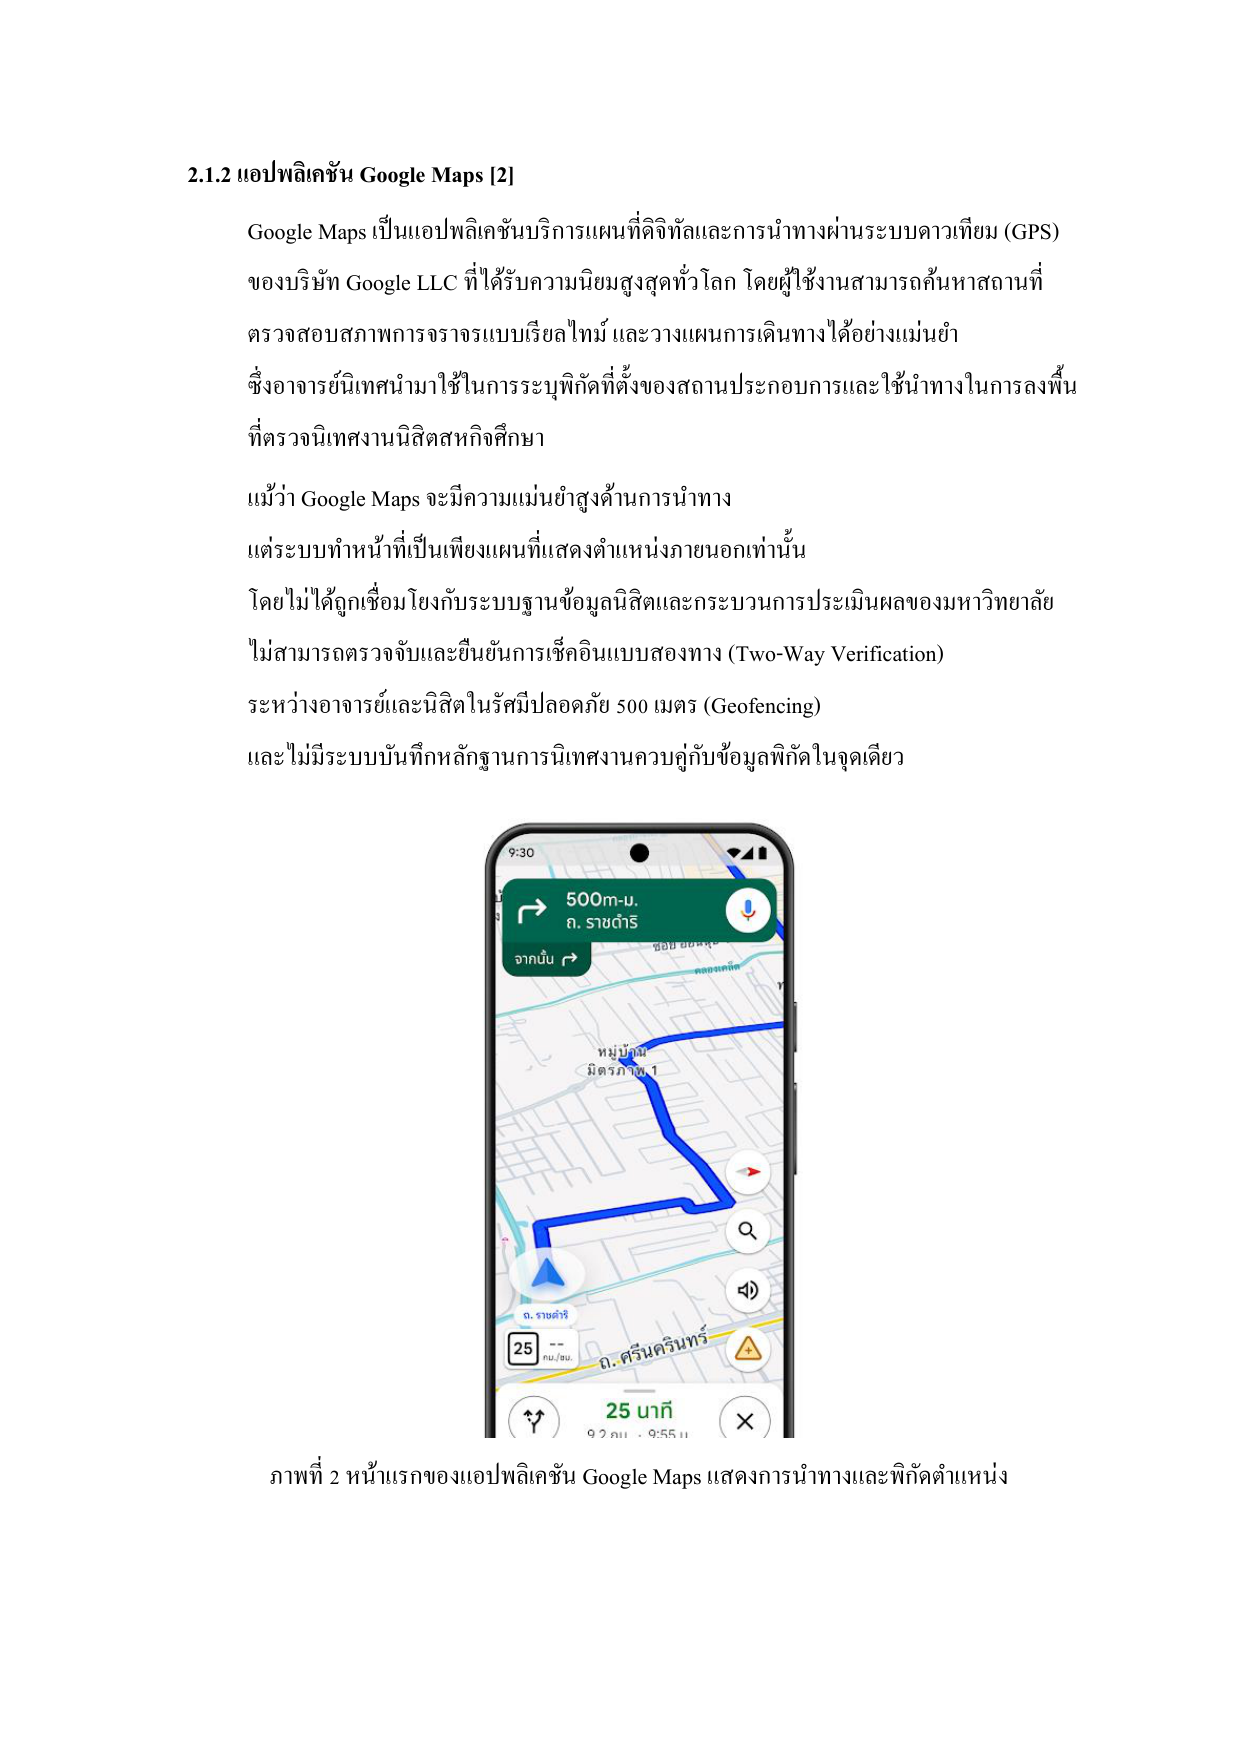 2.1.2 แอปพลิเคชัน Google Maps [2]
Google Maps เป็นแอปพลิเคชันบริการแผนที่ดิจิทัลและการนำทางผ่านระบบดาวเทียม (GPS)
ของบริษัท Google LLC ที่ได้รับความนิยมสูงสุดทั่วโลก โดยผู้ใช้งานสามารถค้นหาสถานที่
ตรวจสอบสภาพการจราจรแบบเรียลไทม์ และวางแผนการเดินทางได้อย่างแม่นยำ
ซึ่งอาจารย์นิเทศนำมาใช้ในการระบุพิกัดที่ตั้งของสถานประกอบการและใช้นำทางในการลงพื้น
ที่ตรวจนิเทศงานนิสิตสหกิจศึกษา
แม้ว่า Google Maps จะมีความแม่นยำสูงด้านการนำทาง
แต่ระบบทำหน้าที่เป็นเพียงแผนที่แสดงตำแหน่งภายนอกเท่านั้น
โดยไม่ได้ถูกเชื่อมโยงกับระบบฐานข้อมูลนิสิตและกระบวนการประเมินผลของมหาวิทยาลัย
ไม่สามารถตรวจจับและยืนยันการเช็คอินแบบสองทาง (Two-Way Verification)
ระหว่างอาจารย์และนิสิตในรัศมีปลอดภัย 500 เมตร (Geofencing)
และไม่มีระบบบันทึกหลักฐานการนิเทศงานควบคู่กับข้อมูลพิกัดในจุดเดียว
9:30
500m-ม.
ถ. ราชดำริ
จากนั้น
คลองเคล็ด
หมู่บ้าน
มิตรภาพ 1
ถ. ราชดำริ
25 -- กม./ชม.
ถ. ศรีนครินทร์
25 นาที
ภาพที่ 2 หน้าแรกของแอปพลิเคชัน Google Maps แสดงการนำทางและพิกัดตำแหน่ง